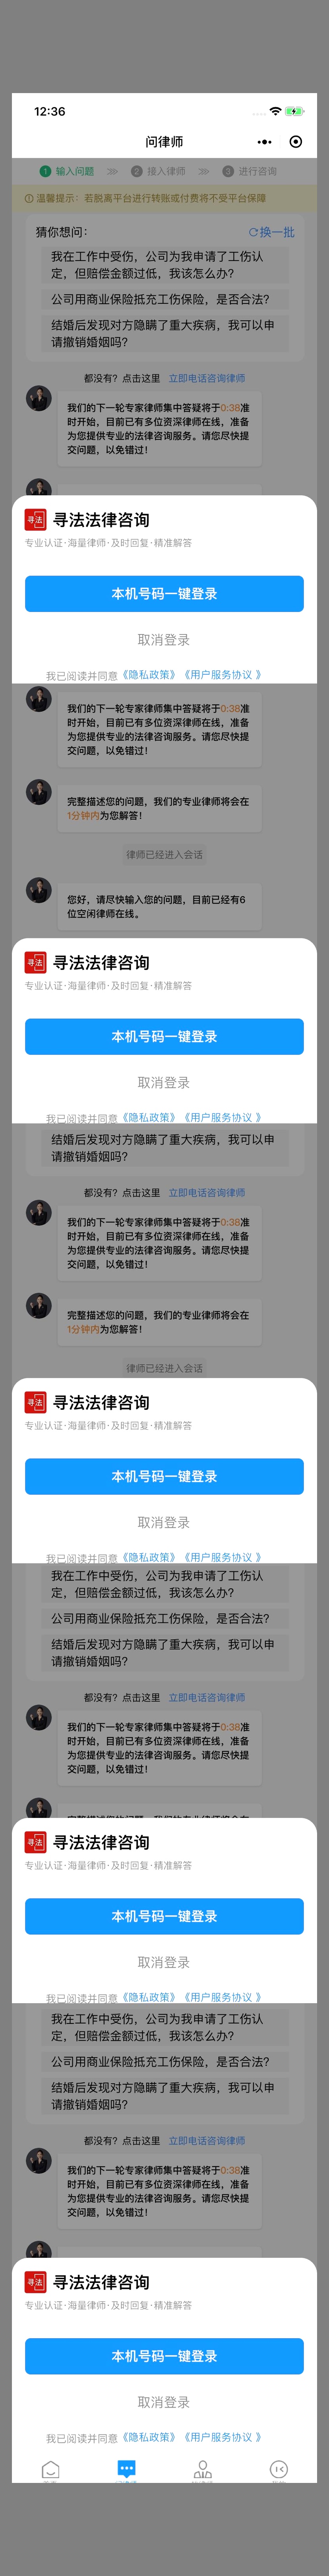 12:36
问律师
1 输入问题
2 接入律师
3 进行咨询
温馨提示：若脱离平台进行转账或付费将不受平台保障
猜你想问：
换一批
我在工作中受伤，公司为我申请了工伤认
定，但赔偿金额过低，我该怎么办?
公司用商业保险抵充工伤保险，是否合法?
结婚后发现对方隐瞒了重大疾病，我可以申
请撤销婚姻吗?
都没有？点击这里 立即电话咨询律师
我们的下一轮专家律师集中答疑将于0:38准
时开始，目前已有多位资深律师在线，准备
为您提供专业的法律咨询服务。请您尽快提
交问题，以免错过！
寻法
寻法法律咨询
专业认证·海量律师·及时回复·精准解答
本机号码一键登录
取消登录
我已阅读并同意《隐私政策》《用户服务协议 》
我们的下一轮专家律师集中答疑将于0:38准
时开始，目前已有多位资深律师在线，准备
为您提供专业的法律咨询服务。请您尽快提
交问题，以免错过！
完整描述您的问题，我们的专业律师将会在
1分钟内为您解答！
律师已经进入会话
您好，请尽快输入您的问题，目前已经有6
位空闲律师在线。
寻法
寻法法律咨询
专业认证·海量律师·及时回复·精准解答
本机号码一键登录
取消登录
我已阅读并同意《隐私政策》《用户服务协议 》
结婚后发现对方隐瞒了重大疾病，我可以申
请撤销婚姻吗?
都没有？点击这里 立即电话咨询律师
我们的下一轮专家律师集中答疑将于0:38准
时开始，目前已有多位资深律师在线，准备
为您提供专业的法律咨询服务。请您尽快提
交问题，以免错过！
完整描述您的问题，我们的专业律师将会在
1分钟内为您解答！
律师已经进入会话
寻法
寻法法律咨询
专业认证·海量律师·及时回复·精准解答
本机号码一键登录
取消登录
我已阅读并同意《隐私政策》《用户服务协议 》
我在工作中受伤，公司为我申请了工伤认
定，但赔偿金额过低，我该怎么办?
公司用商业保险抵充工伤保险，是否合法?
结婚后发现对方隐瞒了重大疾病，我可以申
请撤销婚姻吗?
都没有？点击这里 立即电话咨询律师
我们的下一轮专家律师集中答疑将于0:38准
时开始，目前已有多位资深律师在线，准备
为您提供专业的法律咨询服务。请您尽快提
交问题，以免错过！
寻法
寻法法律咨询
专业认证·海量律师·及时回复·精准解答
本机号码一键登录
取消登录
我已阅读并同意《隐私政策》《用户服务协议 》
我在工作中受伤，公司为我申请了工伤认
定，但赔偿金额过低，我该怎么办?
公司用商业保险抵充工伤保险，是否合法?
结婚后发现对方隐瞒了重大疾病，我可以申
请撤销婚姻吗?
都没有？点击这里 立即电话咨询律师
我们的下一轮专家律师集中答疑将于0:38准
时开始，目前已有多位资深律师在线，准备
为您提供专业的法律咨询服务。请您尽快提
交问题，以免错过！
寻法
寻法法律咨询
专业认证·海量律师·及时回复·精准解答
本机号码一键登录
取消登录
我已阅读并同意《隐私政策》《用户服务协议 》